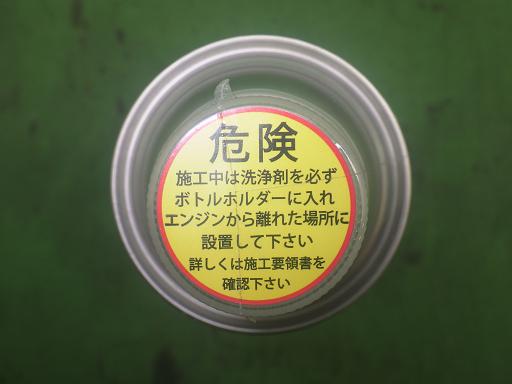 危険
施工中は洗浄剤を必ず
ボトルホルダーに入れ
エンジンから離れた場所に
設置して下さい
詳しくは施工要領書を
確認下さい